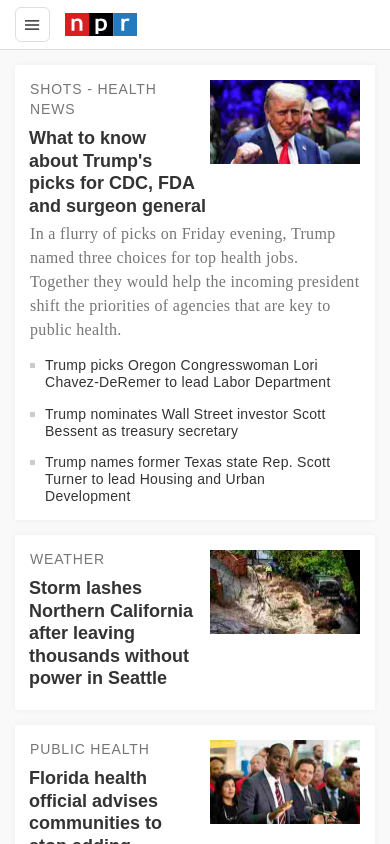 npr
SHOTS - HEALTH
NEWS
What to know
about Trump's
picks for CDC, FDA
and surgeon general
In a flurry of picks on Friday evening, Trump
named three choices for top health jobs.
Together they would help the incoming president
shift the priorities of agencies that are key to
public health.
Trump picks Oregon Congresswoman Lori
Chavez-DeRemer to lead Labor Department
Trump nominates Wall Street investor Scott
Bessent as treasury secretary
Trump names former Texas state Rep. Scott
Turner to lead Housing and Urban
Development
WEATHER
Storm lashes
Northern California
after leaving
thousands without
power in Seattle
PUBLIC HEALTH
Florida health
official advises
communities to
stop adding